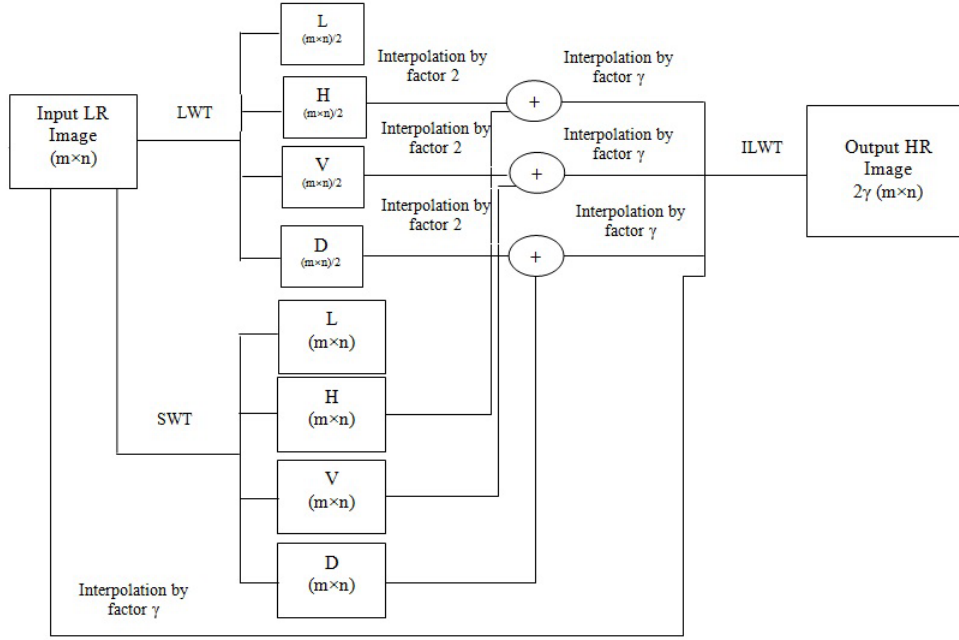 Input LR
Image
(m×n)
LWT
L
(m×n)/2
H
(m×n)/2
V
(m×n)/2
D
(m×n)/2
Interpolation by
factor 2
Interpolation by
factor 2
Interpolation by
factor 2
+
+
+
Interpolation by
factor γ
Interpolation by
factor γ
Interpolation by
factor γ
ILWT
Output HR
Image
2γ (m×n)
SWT
L
(m×n)
H
(m×n)
V
(m×n)
D
(m×n)
Interpolation by
factor γ